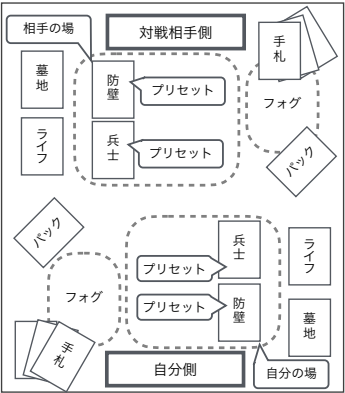 相手の場
対戦相手側
手札
墓地
防壁
プリセット
フォグ
ライフ
兵士
プリセット
パック
パック
兵士
ライフ
プリセット
フォグ
プリセット
防壁
墓地
手札
自分側
自分の場